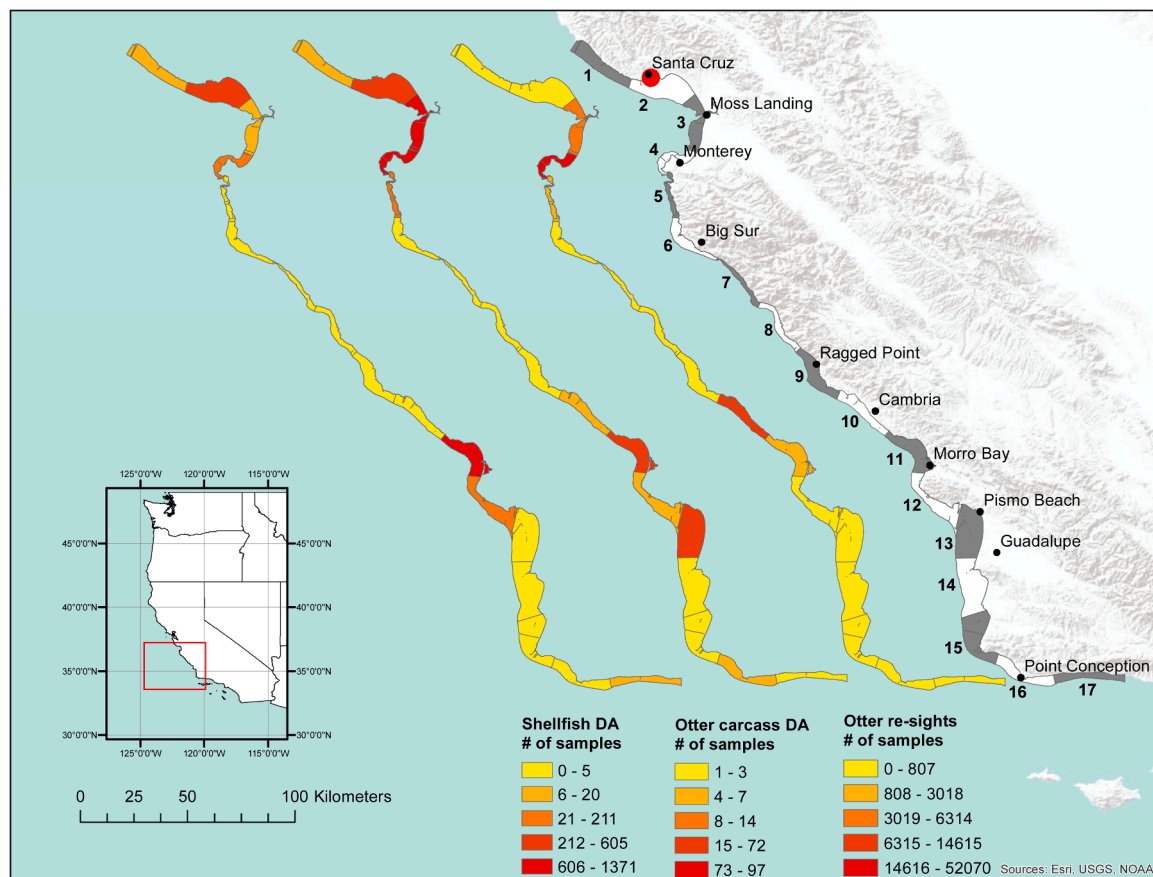 Santa Cruz
1
2
Moss Landing
3
4
Monterey
5
Big Sur
6
7
8
Ragged Point
9
Cambria
10
11
Morro Bay
12
Pismo Beach
13
Guadalupe
14
15
Point Conception
16
17
125°0'0"W 120°0'0"W 115°0'0"W
45°0'0"N 45°0'0"N
40°0'0"N 40°0'0"N
35°0'0"N 35°0'0"N
30°0'0"N 30°0'0"N
125°0'0"W 120°0'0"W 115°0'0"W
0 25 50 100 Kilometers
Shellfish DA
# of samples
0 - 5
6 - 20
21 - 211
212 - 605
606 - 1371
Otter carcass DA
# of samples
1 - 3
4 - 7
8 - 14
15 - 72
73 - 97
Otter re-sights
# of samples
0 - 807
808 - 3018
3019 - 6314
6315 - 14615
14616 - 52070
Sources: Esri, USGS, NOAA